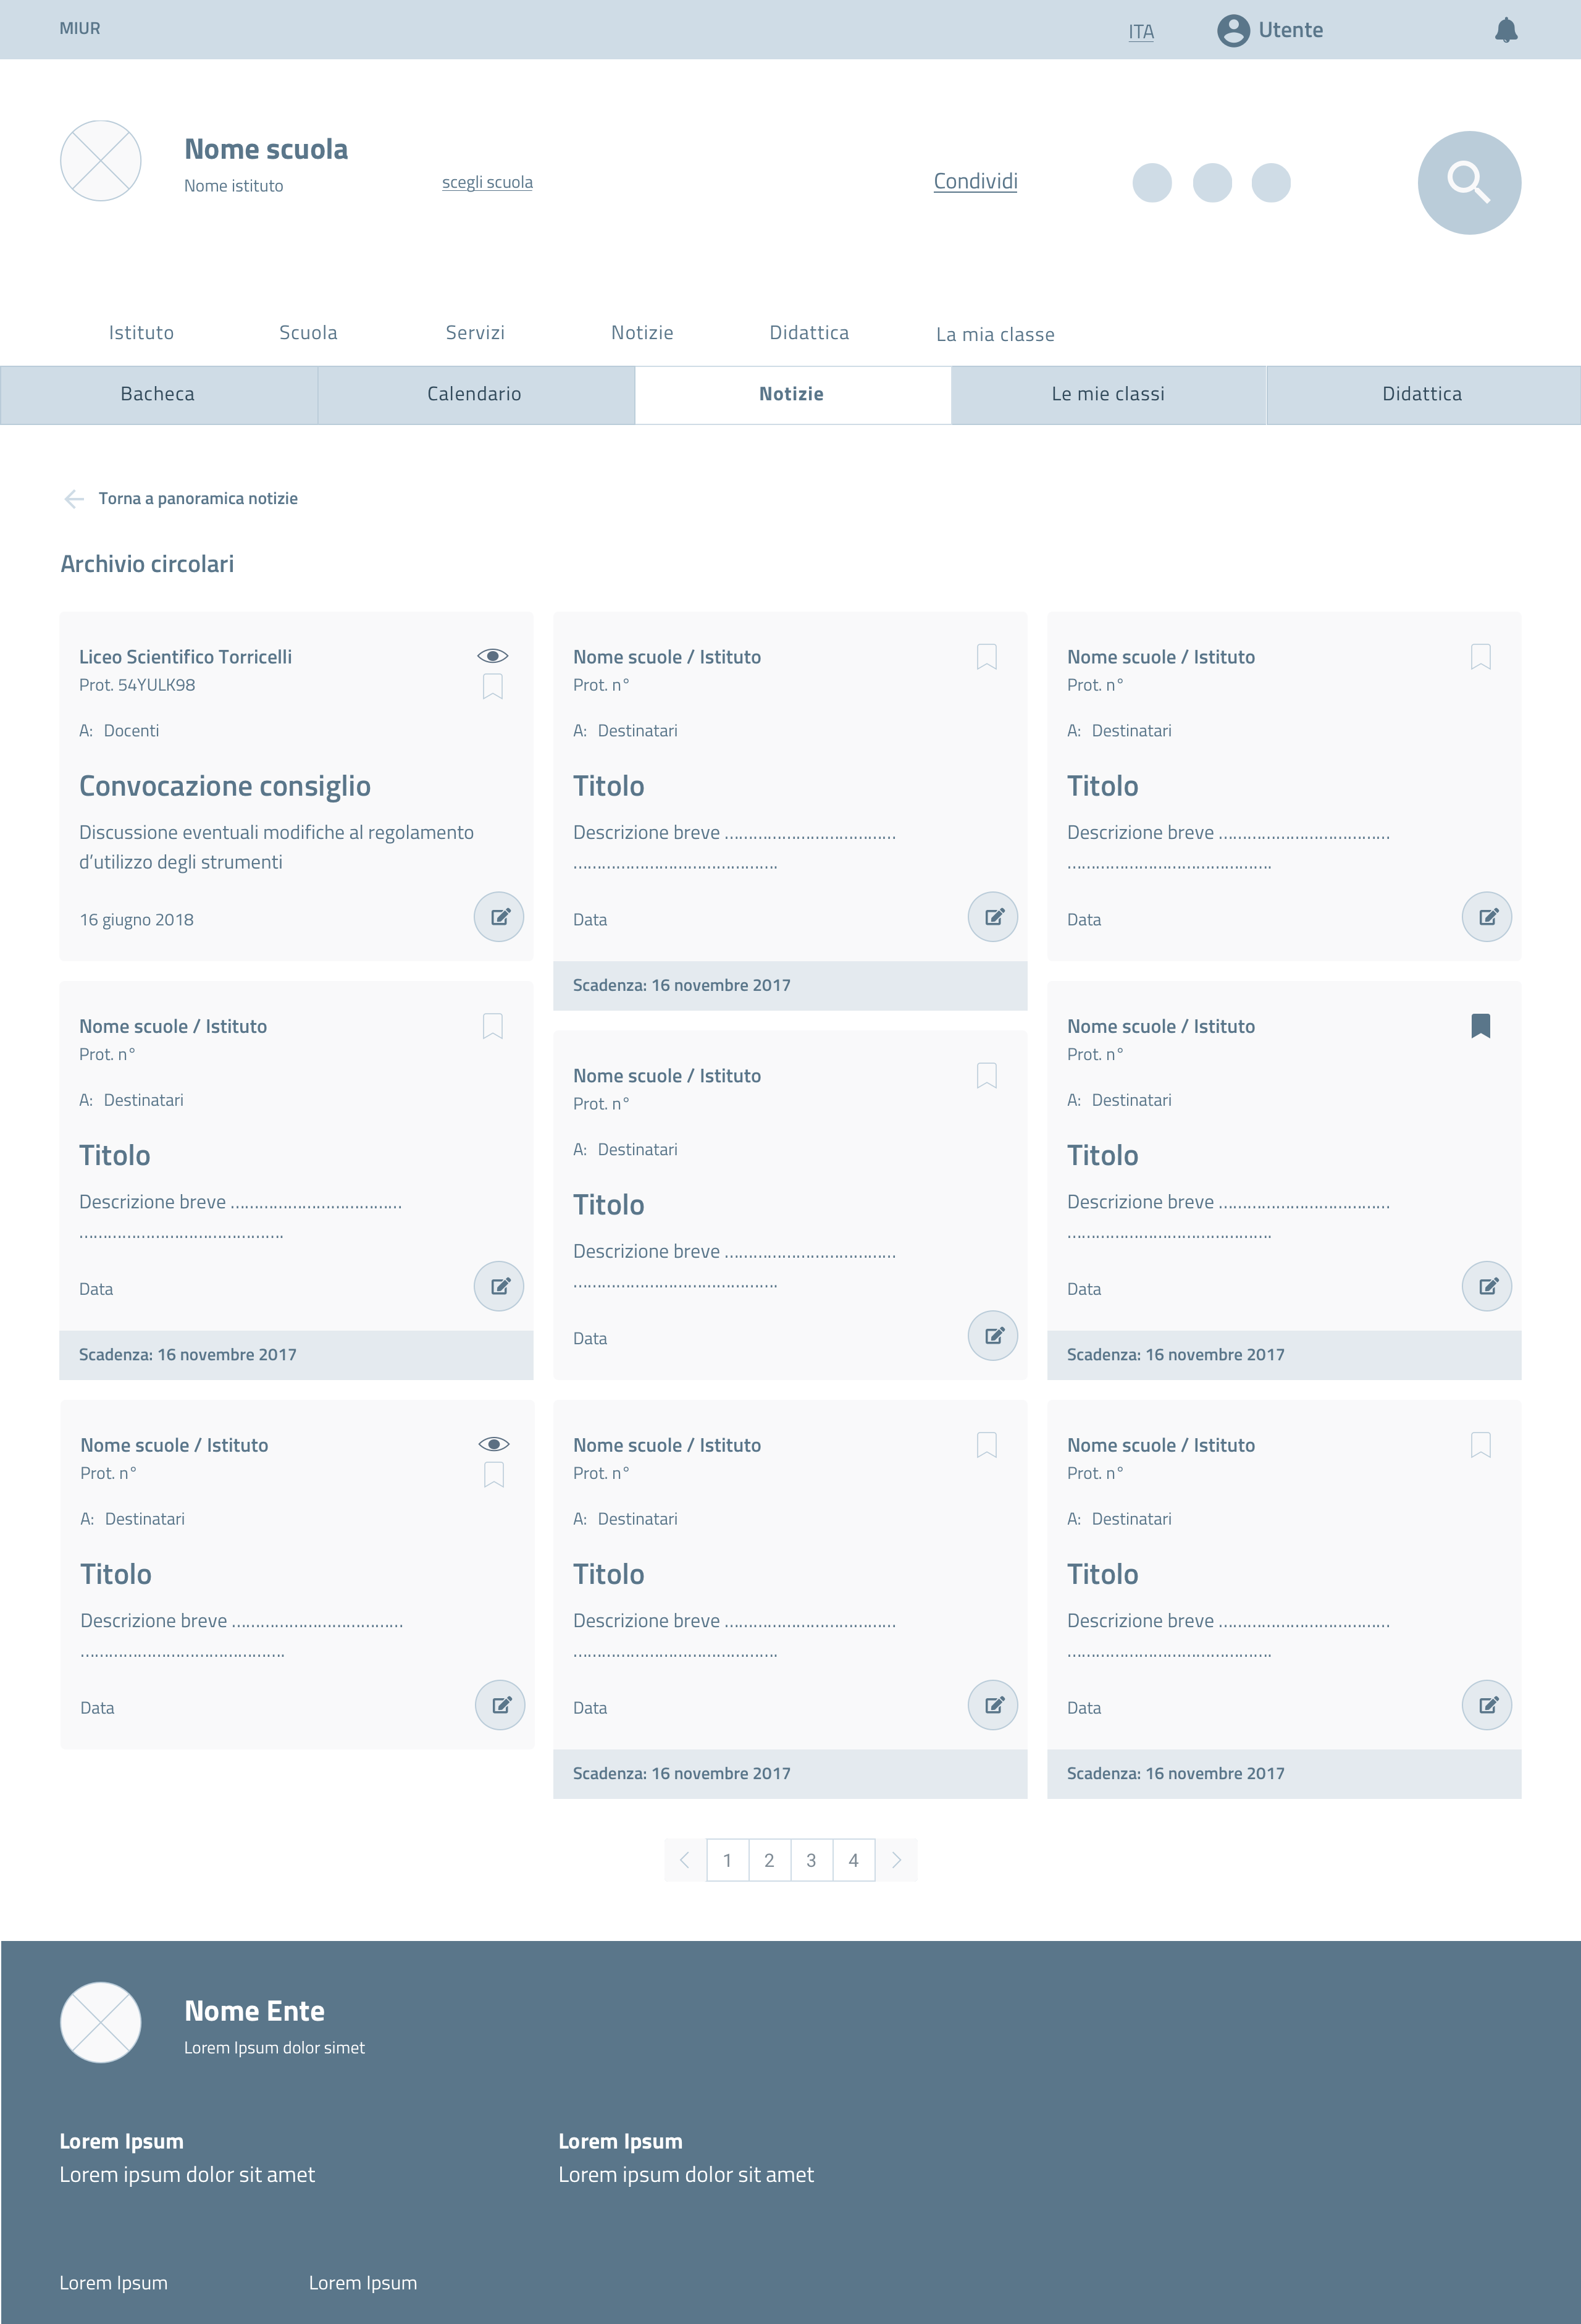 MIUR
ITA
Utente
Nome scuola
Nome istituto
scegli scuola
Condividi
Istituto
Scuola
Servizi
Notizie
Didattica
La mia classe
Bacheca
Calendario
Notizie
Le mie classi
Didattica
Torna a panoramica notizie
Archivio circolari
Liceo Scientifico Torricelli
Prot. 54YULK98
A: Docenti
Convocazione consiglio
Discussione eventuali modifiche al regolamento
d’utilizzo degli strumenti
16 giugno 2018
Nome scuole / Istituto
Prot. n°
A: Destinatari
Titolo
Descrizione breve ....................................
...........................................
Data
Scadenza: 16 novembre 2017
Nome scuole / Istituto
Prot. n°
A: Destinatari
Titolo
Descrizione breve ....................................
...........................................
Data
Nome scuole / Istituto
Prot. n°
A: Destinatari
Titolo
Descrizione breve ....................................
...........................................
Data
Scadenza: 16 novembre 2017
Nome scuole / Istituto
Prot. n°
A: Destinatari
Titolo
Descrizione breve ....................................
...........................................
Data
Nome scuole / Istituto
Prot. n°
A: Destinatari
Titolo
Descrizione breve ....................................
...........................................
Data
Scadenza: 16 novembre 2017
Nome scuole / Istituto
Prot. n°
A: Destinatari
Titolo
Descrizione breve ....................................
...........................................
Data
Nome scuole / Istituto
Prot. n°
A: Destinatari
Titolo
Descrizione breve ....................................
...........................................
Data
Scadenza: 16 novembre 2017
Nome scuole / Istituto
Prot. n°
A: Destinatari
Titolo
Descrizione breve ....................................
...........................................
Data
Scadenza: 16 novembre 2017
1 2 3 4
Nome Ente
Lorem Ipsum dolor simet
Lorem Ipsum
Lorem ipsum dolor sit amet
Lorem Ipsum
Lorem ipsum dolor sit amet
Lorem Ipsum
Lorem Ipsum